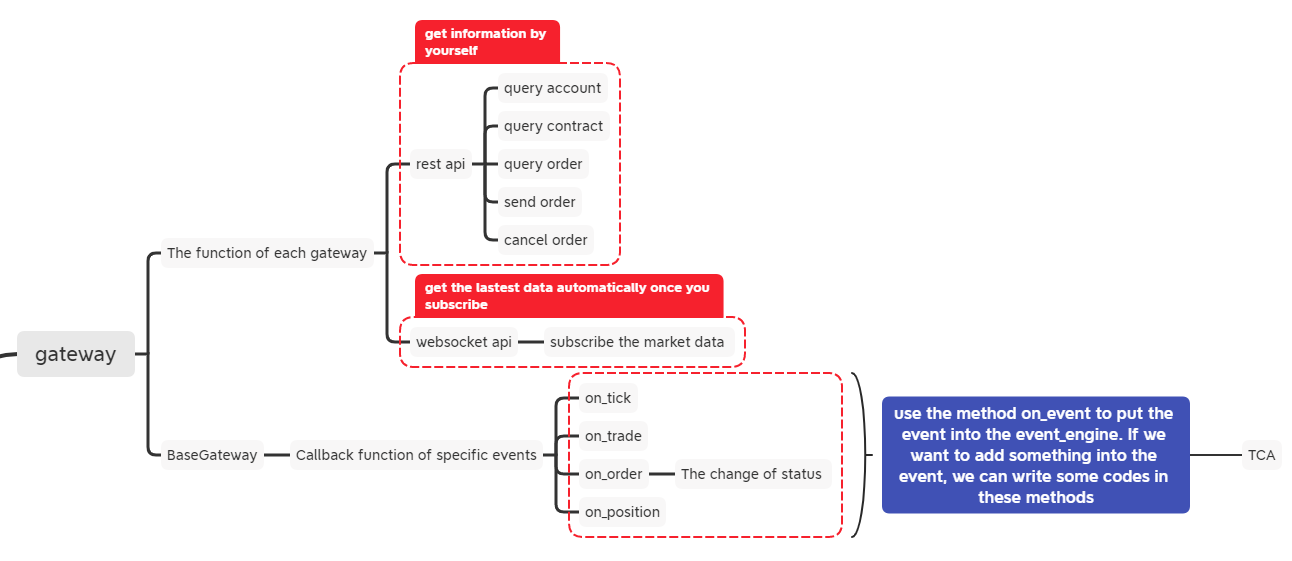 get information by
yourself
query account
query contract
rest api
query order
send order
cancel order
The function of each gateway
get the lastest data automatically once you
subscribe
websocket api
subscribe the market data
gateway
BaseGateway
Callback function of specific events
on_tick
on_trade
on_order
The change of status
on_position
use the method on_event to put the
event into the event_engine. If we
want to add something into the
event, we can write some codes in
these methods
TCA